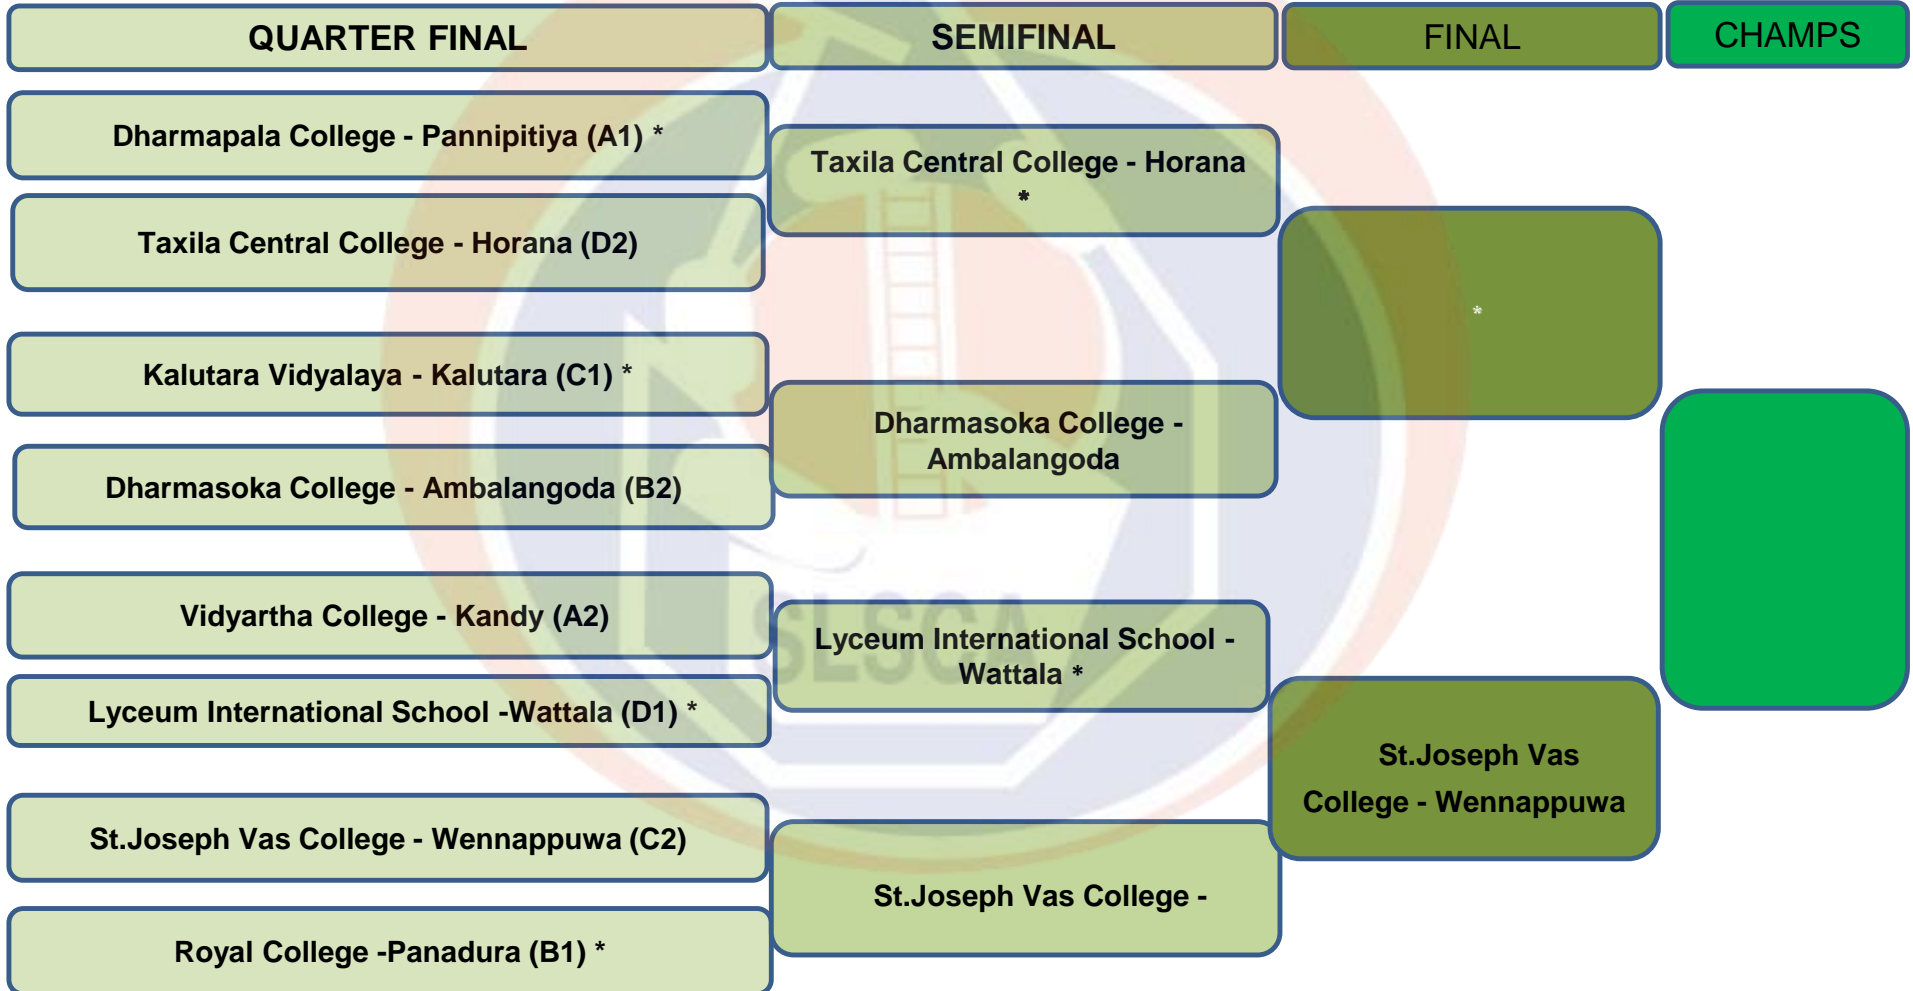 QUARTER FINAL
SEMIFINAL
FINAL
CHAMPS
Dharmapala College - Pannipitiya (A1) *
Taxila Central College - Horana (D2)
Kalutara Vidyalaya - Kalutara (C1) *
Dharmasoka College - Ambalangoda (B2)
Vidyartha College - Kandy (A2)
Lyceum International School -Wattala (D1) *
St.Joseph Vas College - Wennappuwa (C2)
Royal College -Panadura (B1) *
Taxila Central College - Horana
*
Dharmasoka College -
Ambalangoda
Lyceum International School -
Wattala *
St.Joseph Vas College -
*
St.Joseph Vas
College - Wennappuwa
SLSCA